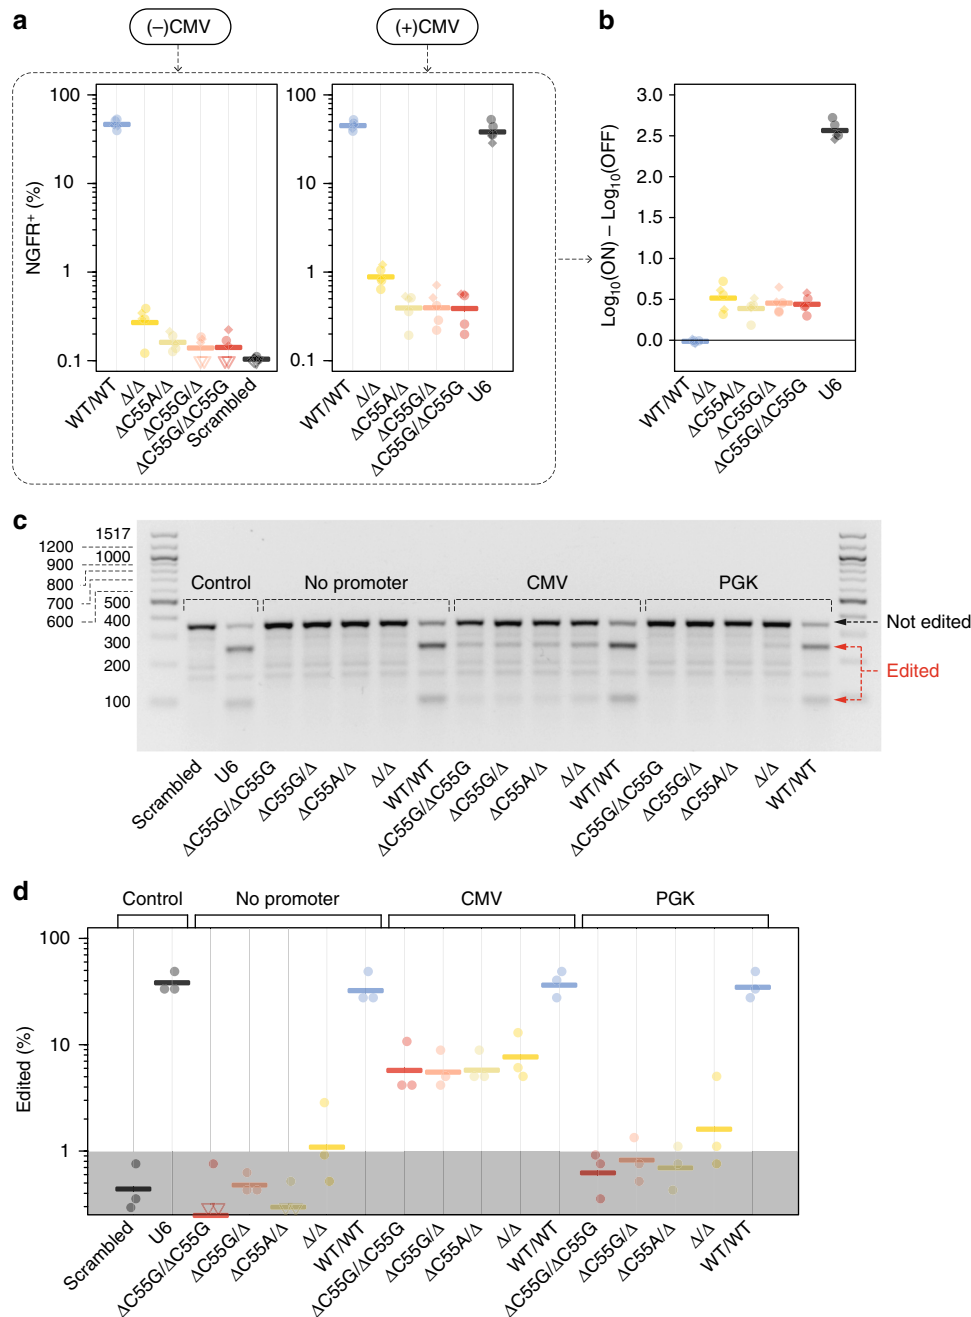 a
(–)CMV
(+)CMV
b
NGFR⁺ (%)
100
10
1
0.1
WT/WT
Δ/Δ
ΔC55A/Δ
ΔC55G/Δ
ΔC55G/ΔC55G
Scrambled
100
10
1
0.1
WT/WT
Δ/Δ
ΔC55A/Δ
ΔC55G/Δ
ΔC55G/ΔC55G
U6
Log₁₀(ON) – Log₁₀(OFF)
3.0
2.5
2.0
1.5
1.0
0.5
0.0
WT/WT
Δ/Δ
ΔC55A/Δ
ΔC55G/Δ
ΔC55G/ΔC55G
U6
c
1517
1200
1000
900
800
700
600
500
400
300
200
100
Control
No promoter
CMV
PGK
Not edited
Edited
Scrambled
U6
ΔC55G/ΔC55G
ΔC55G/Δ
ΔC55A/Δ
Δ/Δ
WT/WT
ΔC55G/ΔC55G
ΔC55G/Δ
ΔC55A/Δ
Δ/Δ
WT/WT
ΔC55G/ΔC55G
ΔC55G/Δ
ΔC55A/Δ
Δ/Δ
WT/WT
d
Control
No promoter
CMV
PGK
Edited (%)
100
10
1
Scrambled
U6
ΔC55G/ΔC55G
ΔC55G/Δ
ΔC55A/Δ
Δ/Δ
WT/WT
ΔC55G/ΔC55G
ΔC55G/Δ
ΔC55A/Δ
Δ/Δ
WT/WT
ΔC55G/ΔC55G
ΔC55G/Δ
ΔC55A/Δ
Δ/Δ
WT/WT